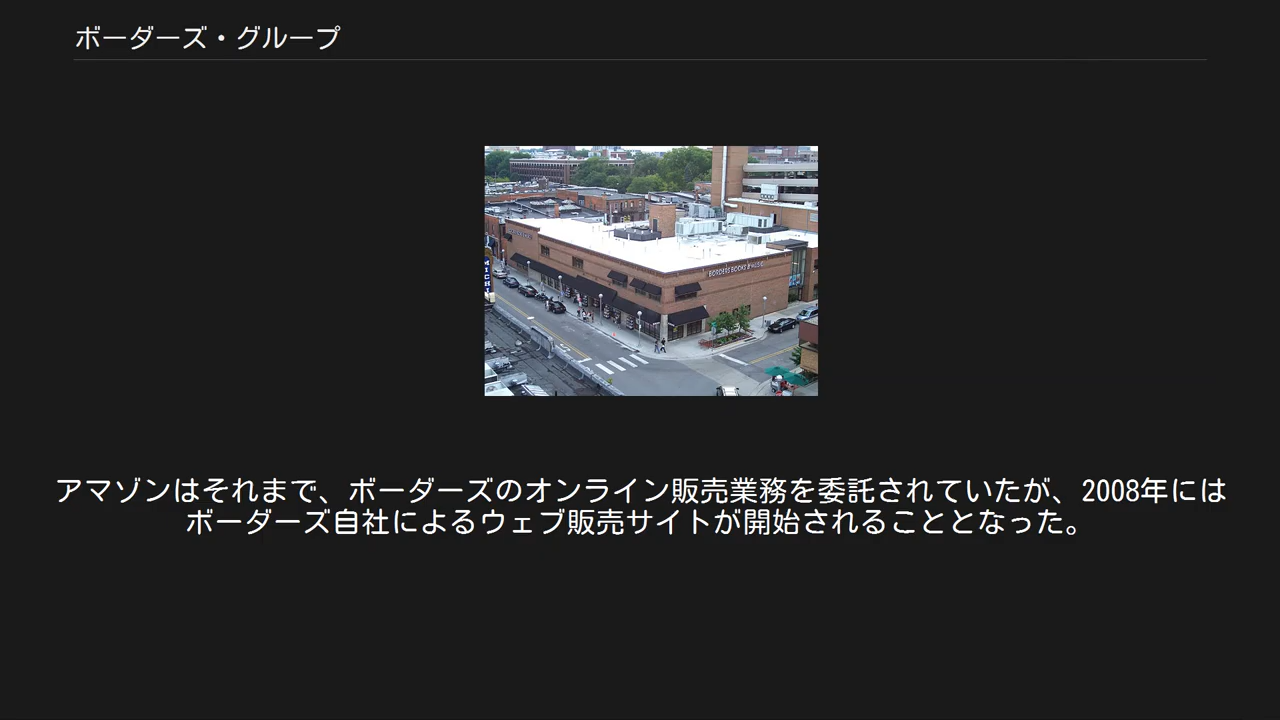 ボーダーズ・グループ
BORDERS BOOKS & MUSIC
MICHI
アマゾンはそれまで、ボーダーズのオンライン販売業務を委託されていたが、2008年には
ボーダーズ自社によるウェブ販売サイトが開始されることとなった。